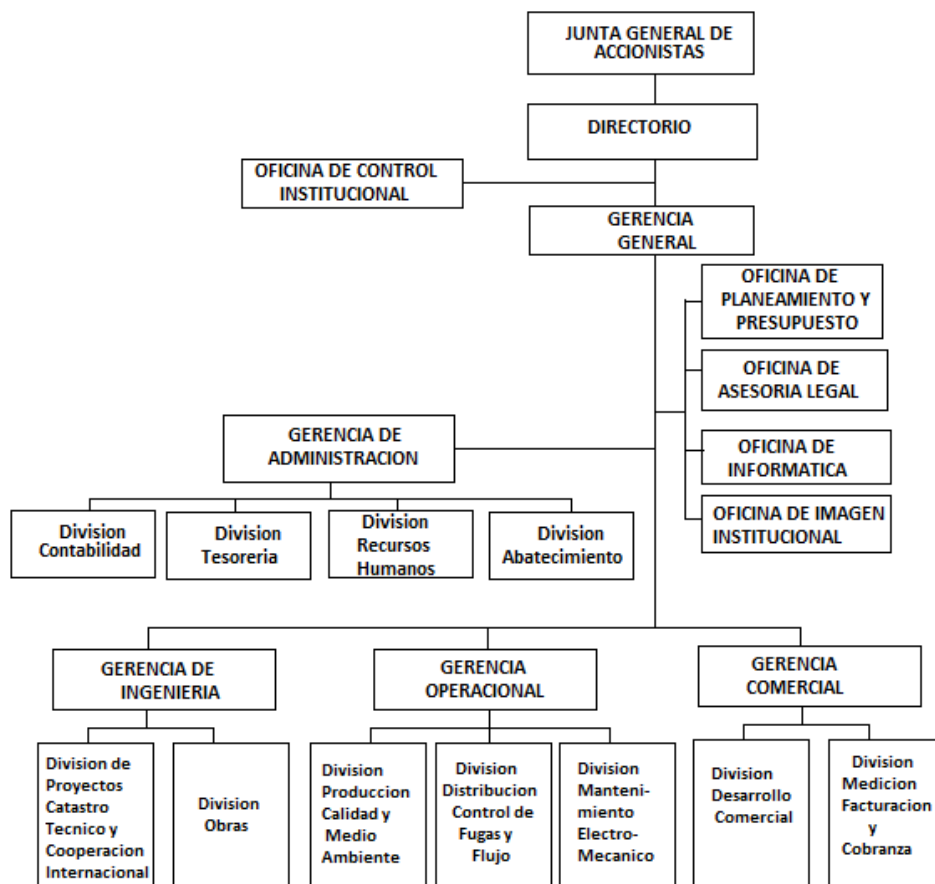 JUNTA GENERAL DE
ACCIONISTAS
DIRECTORIO
OFICINA DE CONTROL
INSTITUCIONAL
GERENCIA
GENERAL
OFICINA DE
PLANEAMIENTO Y
PRESUPUESTO
OFICINA DE
ASESORIA LEGAL
OFICINA DE
INFORMATICA
OFICINA DE IMAGEN
INSTITUCIONAL
GERENCIA DE
ADMINISTRACION
Division
Contabilidad
Division
Tesoreria
Division
Recursos
Humanos
Division
Abatecimiento
GERENCIA DE
INGENIERIA
GERENCIA
OPERACIONAL
GERENCIA
COMERCIAL
Division de
Proyectos
Catastro
Tecnico y
Cooperacion
Internacional
Division
Obras
Division
Produccion
Calidad y
Medio
Ambiente
Division
Distribucion
Control de
Fugas y
Flujo
Division
Manteni-
miento
Electro-
Mecanico
Division
Desarrollo
Comercial
Division
Medicion
Facturacion
y
Cobranza